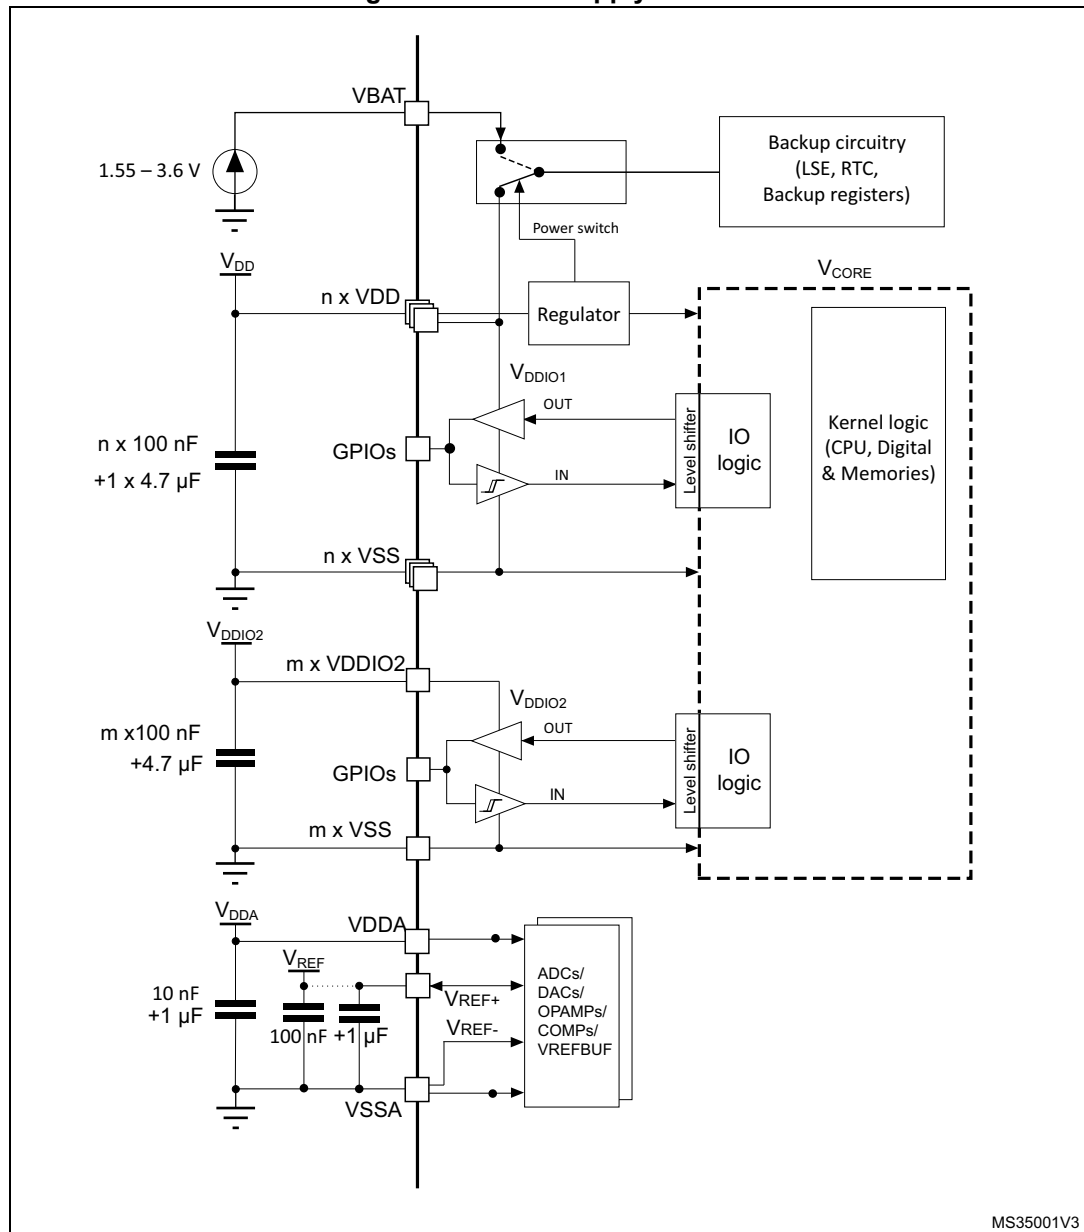 VBAT
1.55 – 3.6 V
Backup circuitry
(LSE, RTC,
Backup registers)
Power switch
VDD
n x VDD
Regulator
VCORE
VDDIO1
OUT
n x 100 nF
+1 x 4.7 µF
GPIOs
IN
Level shifter
IO
logic
Kernel logic
(CPU, Digital
& Memories)
n x VSS
VDDIO2
m x VDDIO2
VDDIO2
OUT
m x100 nF
+4.7 µF
GPIOs
IN
Level shifter
IO
logic
m x VSS
VDDA
VDDA
VREF
10 nF
+1 µF
100 nF
+1 µF
VREF+
VREF-
ADCs/
DACs/
OPAMPs/
COMPs/
VREFBUF
VSSA
MS35001V3